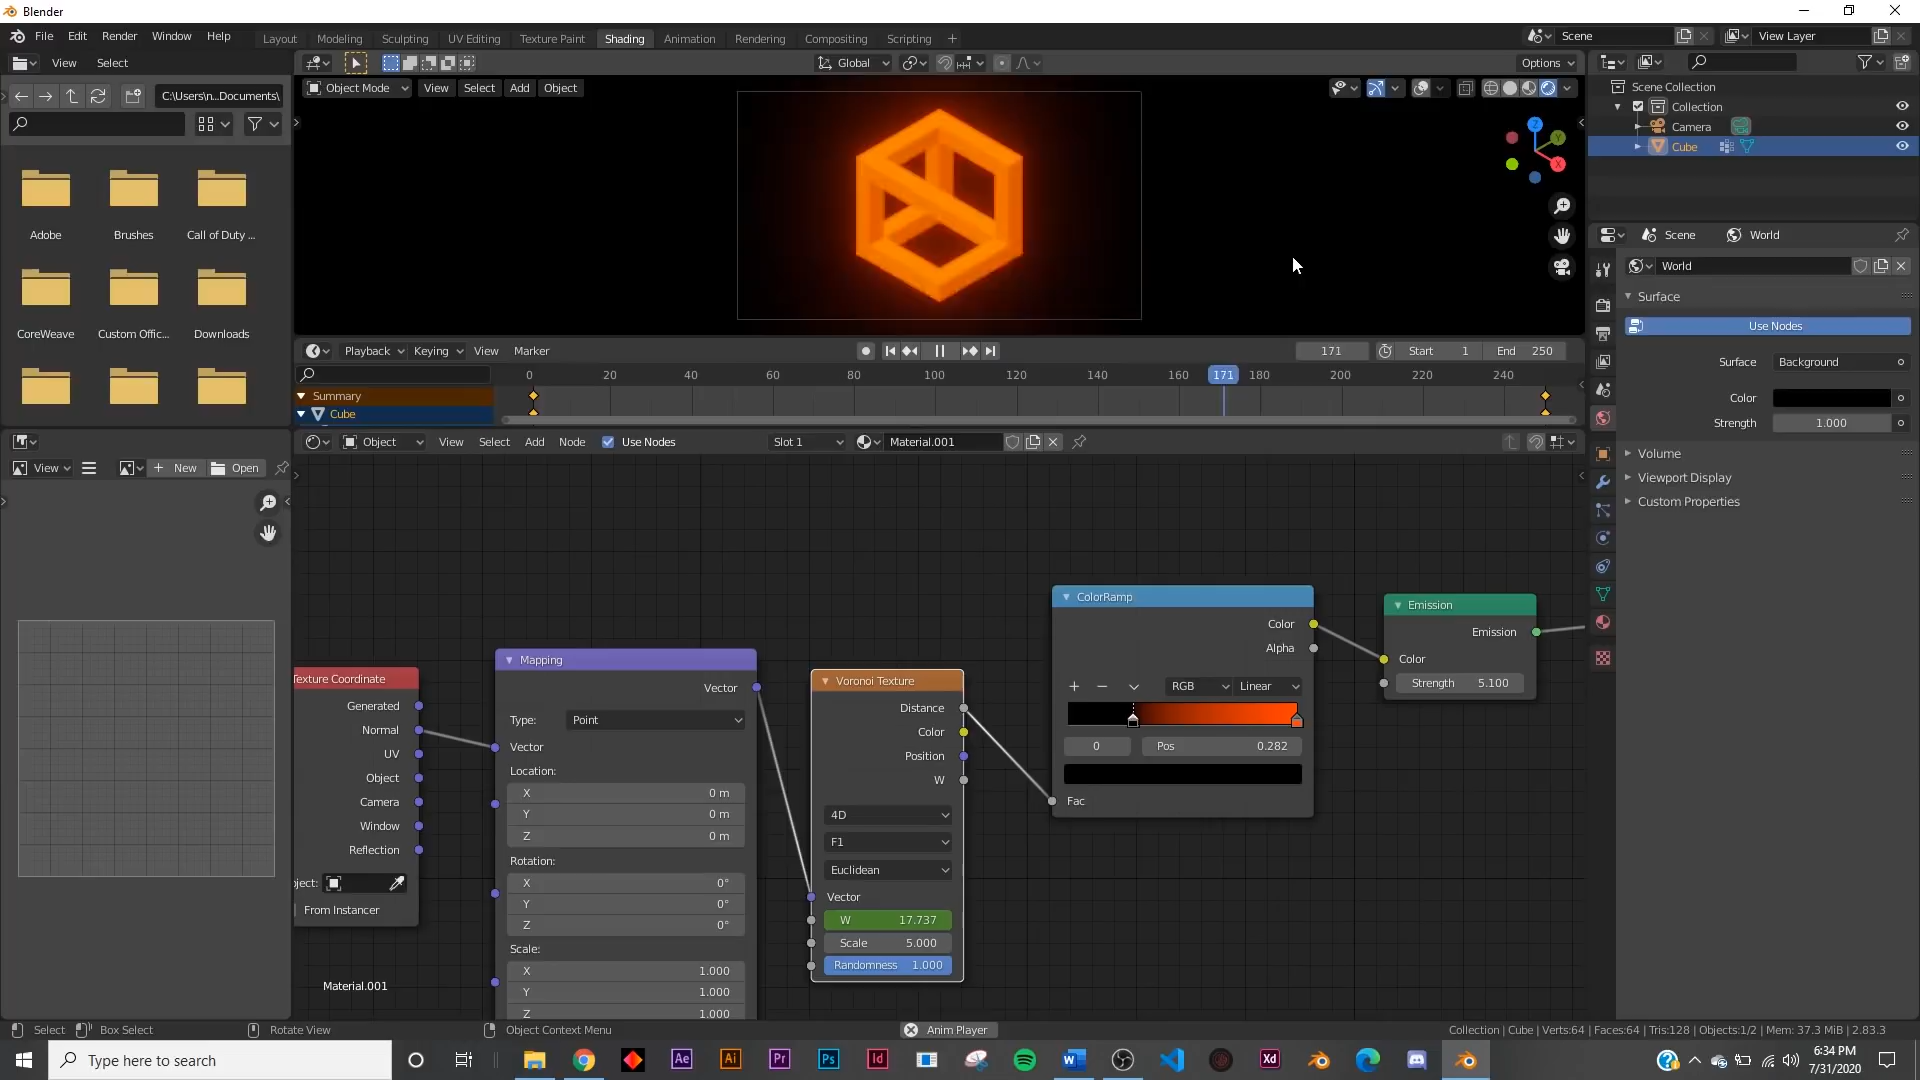 Blender
File Edit Render Window Help
Layout Modeling Sculpting UV Editing Texture Paint Shading Animation Rendering Compositing Scripting +
Scene
View Layer
View Select
Global
Options
C:\Users\n...Documents\
Object Mode View Select Add Object
Scene Collection
Collection
Camera
Cube
Z
Y
X
Adobe Brushes Call of Duty ...
CoreWeave Custom Offic... Downloads
Scene World
World
Surface
Use Nodes
Surface Background
Color
Strength 1.000
Volume
Viewport Display
Custom Properties
Playback Keying View Marker
171 Start 1 End 250
0 20 40 60 80 100 120 140 160 171 180 200 220 240
Summary
Cube
Object View Select Add Node Use Nodes Slot 1 Material.001
View + New Open
Texture Coordinate
Generated
Normal
UV
Object
Camera
Window
Reflection
bject:
From Instancer
Material.001
Mapping
Vector
Type: Point
Vector
Location:
X 0 m
Y 0 m
Z 0 m
Rotation:
X 0°
Y 0°
Z 0°
Scale:
X 1.000
Y 1.000
Z 1.000
Voronoi Texture
Distance
Color
Position
W
4D
F1
Euclidean
Vector
W 17.737
Scale 5.000
Randomness 1.000
ColorRamp
Color
Alpha
RGB Linear
0 Pos 0.282
Fac
Emission
Emission
Color
Strength 5.100
Select Box Select Rotate View Object Context Menu Anim Player
Collection | Cube | Verts:64 | Faces:64 | Tris:128 | Objects:1/2 | Mem: 37.3 MiB | 2.83.3
Type here to search
Ae Ai Pr Ps Id W Xd
6:34 PM
7/31/2020